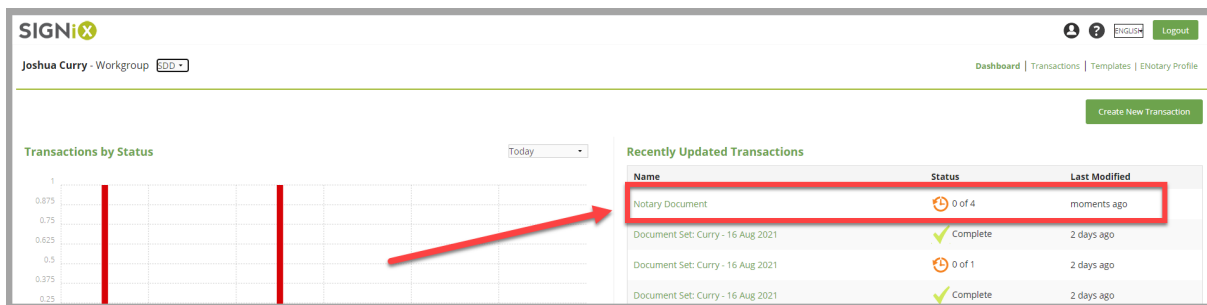 SIGNiX
ENGLISH Logout
Joshua Curry - Workgroup SDD
Dashboard | Transactions | Templates | ENotary Profile
Create New Transaction
Transactions by Status Today
1
0.875
0.75
0.625
0.5
0.375
0.25
Recently Updated Transactions
Name Status Last Modified
Notary Document 0 of 4 moments ago
Document Set: Curry - 16 Aug 2021 Complete 2 days ago
Document Set: Curry - 16 Aug 2021 0 of 1 2 days ago
Document Set: Curry - 16 Aug 2021 Complete 2 days ago